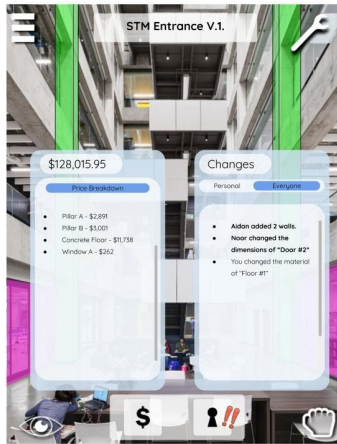 STM Entrance V.1.
$128,015.95
Price Breakdown
Pillar A - $2,891
Pillar B - $3,001
Concrete Floor - $11,738
Window A - $262
Changes
Personal
Everyone
Aidan added 2 walls.
Noor changed the
dimensions of "Door #2"
You changed the material
of "Floor #1"
$
!!